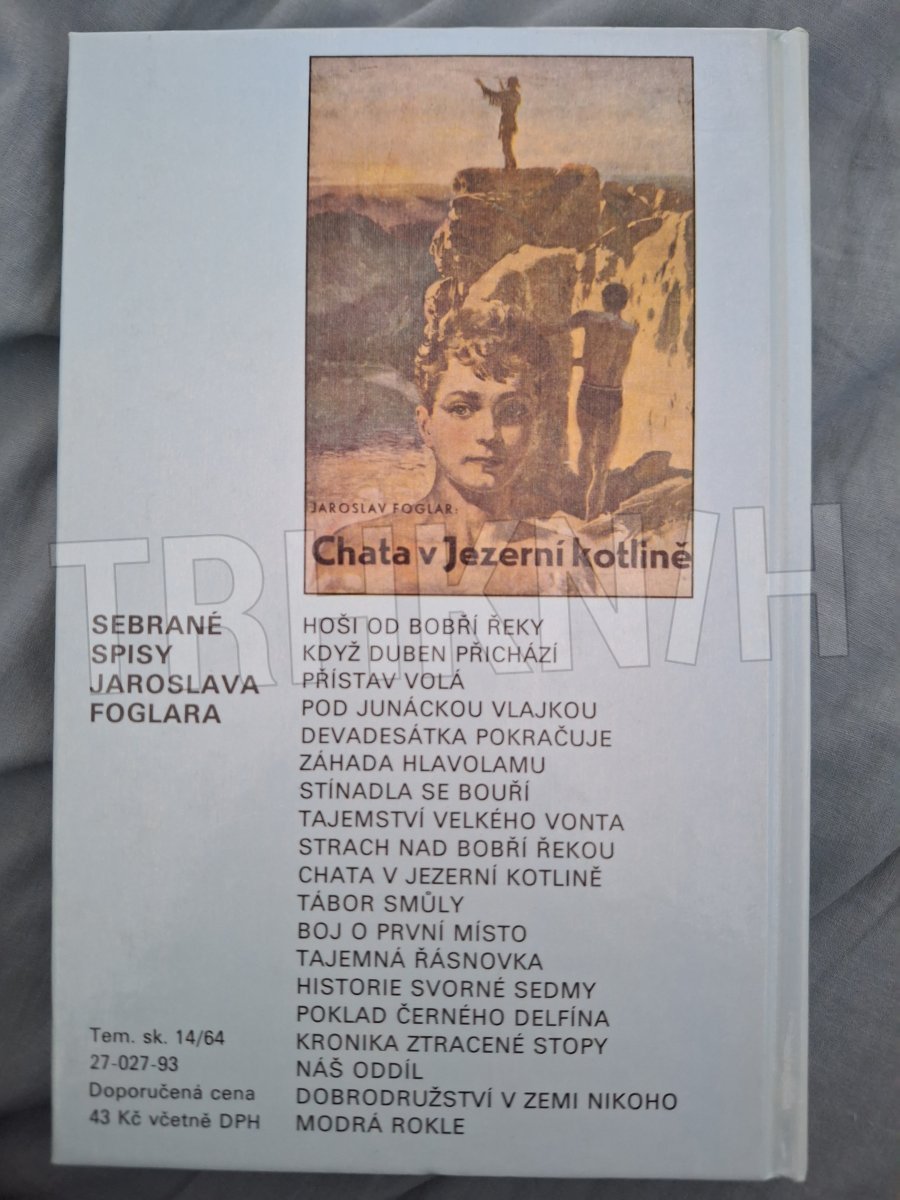 JAROSLAV FOGLAR:
Chata v Jezerní kotlině
TRHKNIH
SEBRANÉ
SPISY
JAROSLAVA
FOGLARA
HOŠI OD BOBŘÍ ŘEKY
KDYŽ DUBEN PŘICHÁZÍ
PŘÍSTAV VOLÁ
POD JUNÁCKOU VLAJKOU
DEVADESÁTKA POKRAČUJE
ZÁHADA HLAVOLAMU
STÍNADLA SE BOUŘÍ
TAJEMSTVÍ VELKÉHO VONTA
STRACH NAD BOBŘÍ ŘEKOU
CHATA V JEZERNÍ KOTLINĚ
TÁBOR SMŮLY
BOJ O PRVNÍ MÍSTO
TAJEMNÁ ŘÁSNOVKA
HISTORIE SVORNÉ SEDMY
POKLAD ČERNÉHO DELFÍNA
KRONIKA ZTRACENÉ STOPY
NÁŠ ODDÍL
DOBRODRUŽSTVÍ V ZEMI NIKOHO
MODRÁ ROKLE
Tem. sk. 14/64
27-027-93
Doporučená cena
43 Kč včetně DPH